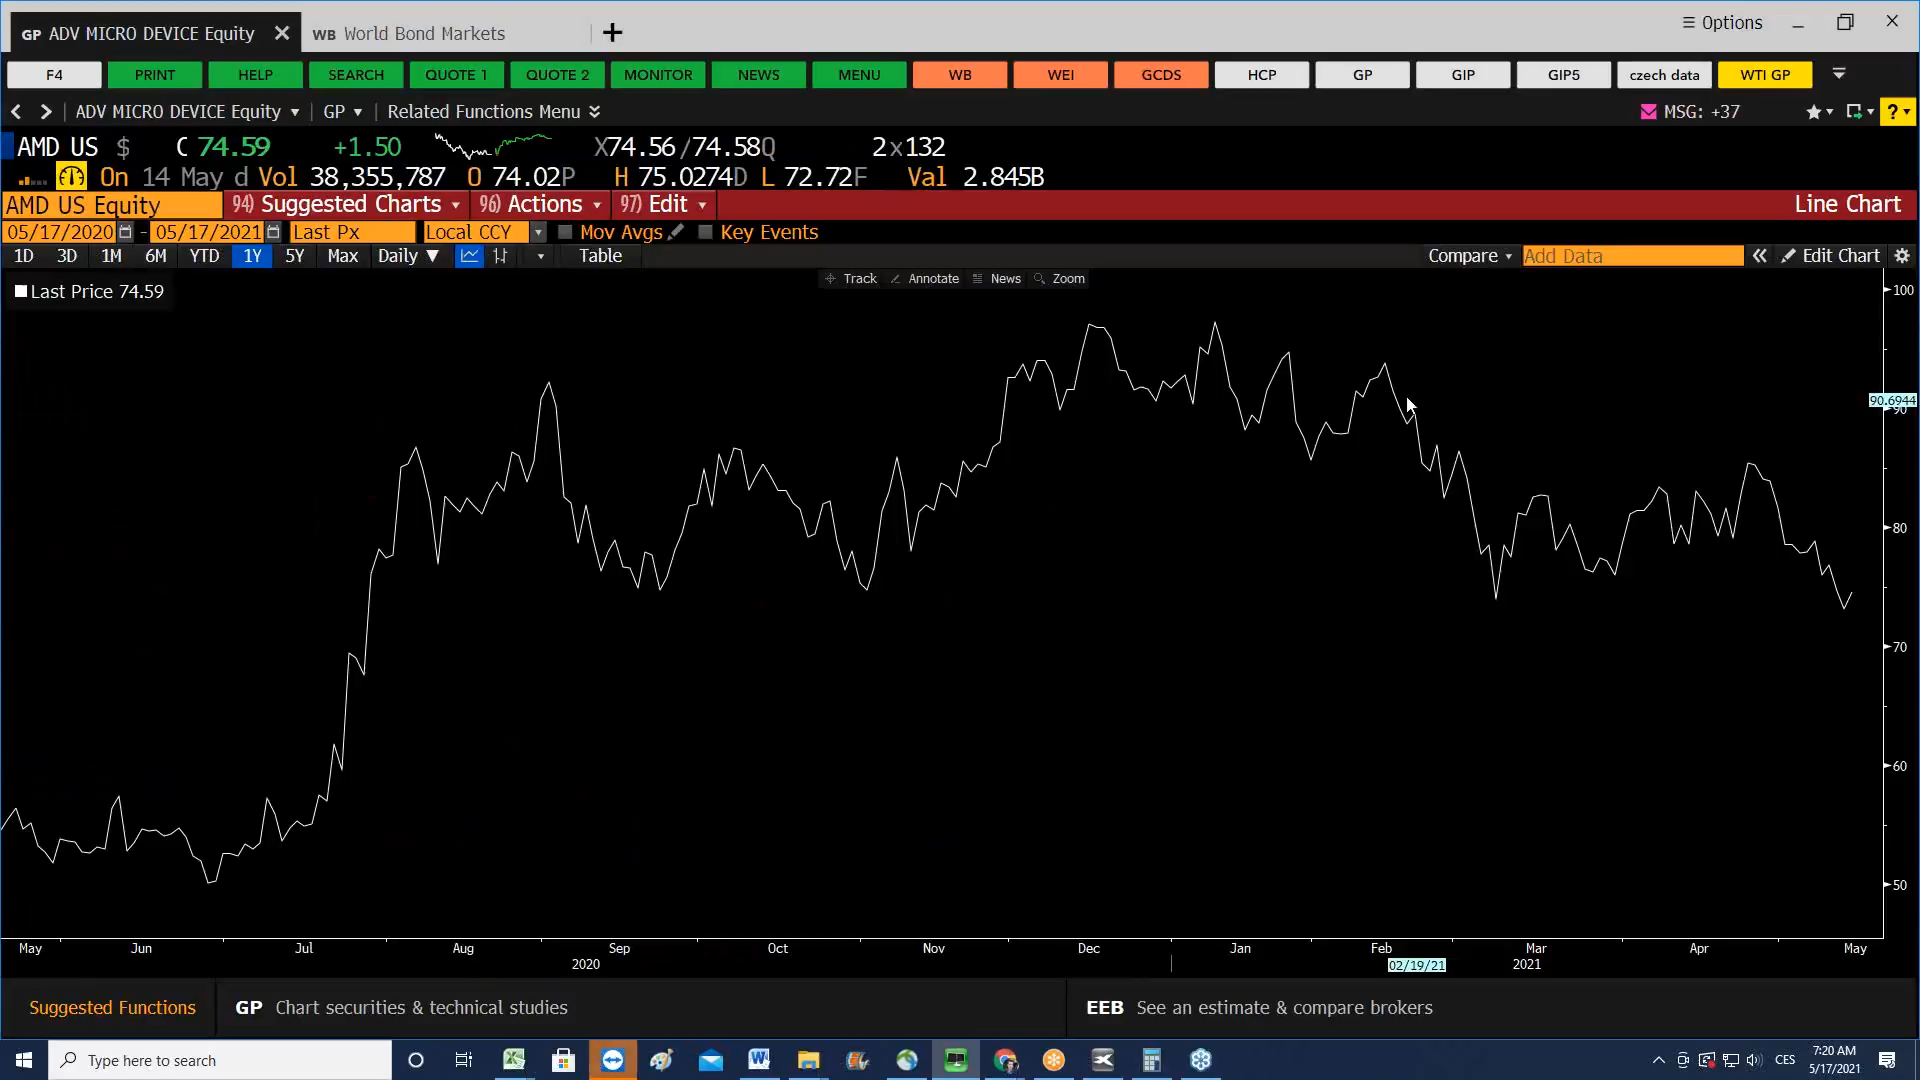 GP ADV MICRO DEVICE Equity WB World Bond Markets Options
F4 PRINT HELP SEARCH QUOTE 1 QUOTE 2 MONITOR NEWS MENU WB WEI GCDS HCP GP GIP GIP5 czech data WTI GP
ADV MICRO DEVICE Equity GP Related Functions Menu MSG: +37 ?
AMD US $ C 74.59 +1.50 X74.56/74.58Q 2x132
On 14 May d Vol 38,355,787 O 74.02P H 75.0274D L 72.72F Val 2.845B
AMD US Equity 94) Suggested Charts 96) Actions 97) Edit Line Chart
05/17/2020 - 05/17/2021 Last Px Local CCY Mov Avgs Key Events
1D 3D 1M 6M YTD 1Y 5Y Max Daily Table Compare Add Data Edit Chart
Track Annotate News Zoom
Last Price 74.59
100
90.6944
90
80
70
60
50
May Jun Jul Aug Sep Oct Nov Dec Jan Feb Mar Apr May
2020 02/19/21 2021
Suggested Functions GP Chart securities & technical studies EEB See an estimate & compare brokers
Type here to search CES 7:20 AM
5/17/2021